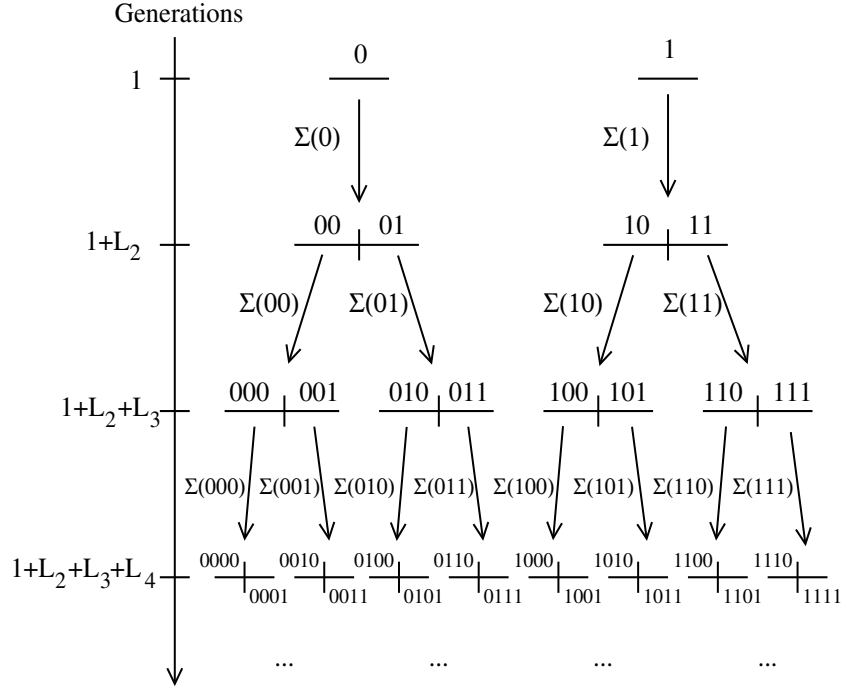 Generations
0 1
1
Σ(0) Σ(1)
00 01 10 11
1+L2
Σ(00) Σ(01) Σ(10) Σ(11)
000 001 010 011 100 101 110 111
1+L2+L3
Σ(000) Σ(001) Σ(010) Σ(011) Σ(100) Σ(101) Σ(110) Σ(111)
0000 0010 0100 0110 1000 1010 1100 1110
1+L2+L3+L4
0001 0011 0101 0111 1001 1011 1101 1111
... ... ... ...